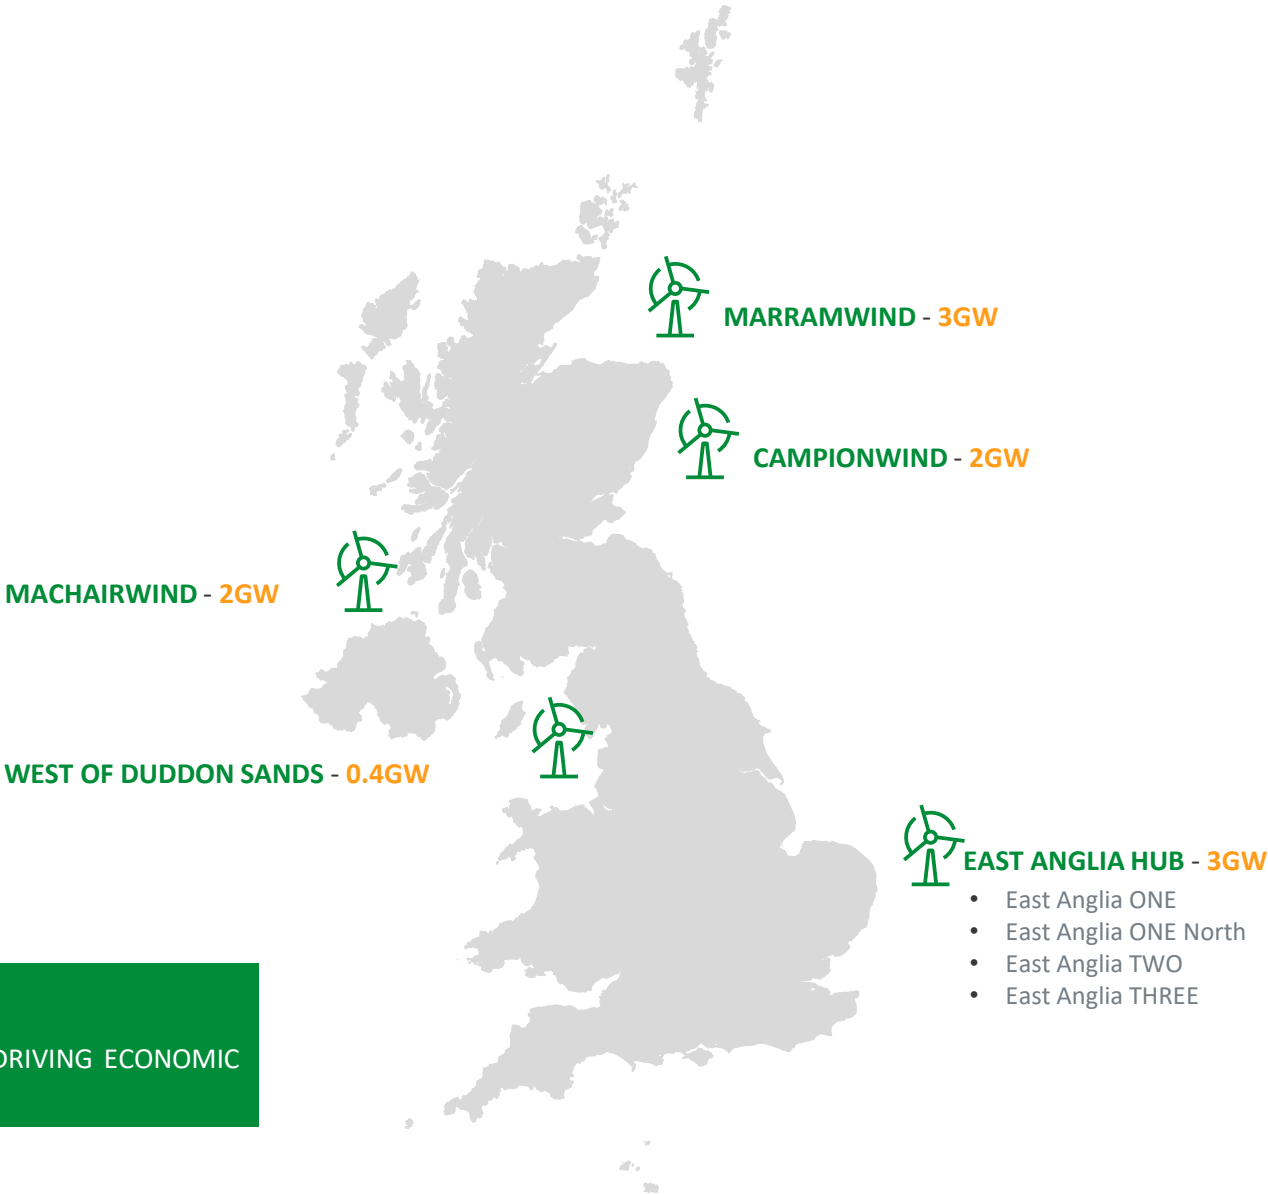 MARRAMWIND - 3GW
CAMPIONWIND - 2GW
MACHAIRWIND - 2GW
WEST OF DUDDON SANDS - 0.4GW
EAST ANGLIA HUB - 3GW
• East Anglia ONE
• East Anglia ONE North
• East Anglia TWO
• East Anglia THREE
DRIVING ECONOMIC